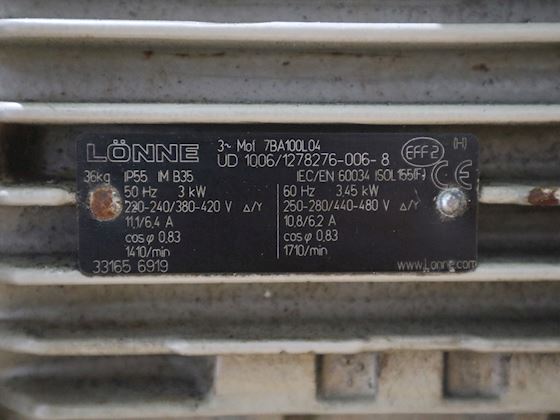 LÖNNE 3~ Mot 7BA100L04 (H)
UD 1006/1278276-006-8 EFF2
36kg IP55 IM B35 IEC/EN 60034 ISOL 155(F) CE
50 Hz 3 kW 60 Hz 3.45 kW
220-240/380-420 V △/Y 250-280/440-480 V △/Y
11,1/6,4 A 10,8/6,2 A
cos φ 0,83 cos φ 0,83
1410/min 1710/min
33165 6919 www.Lonne.com